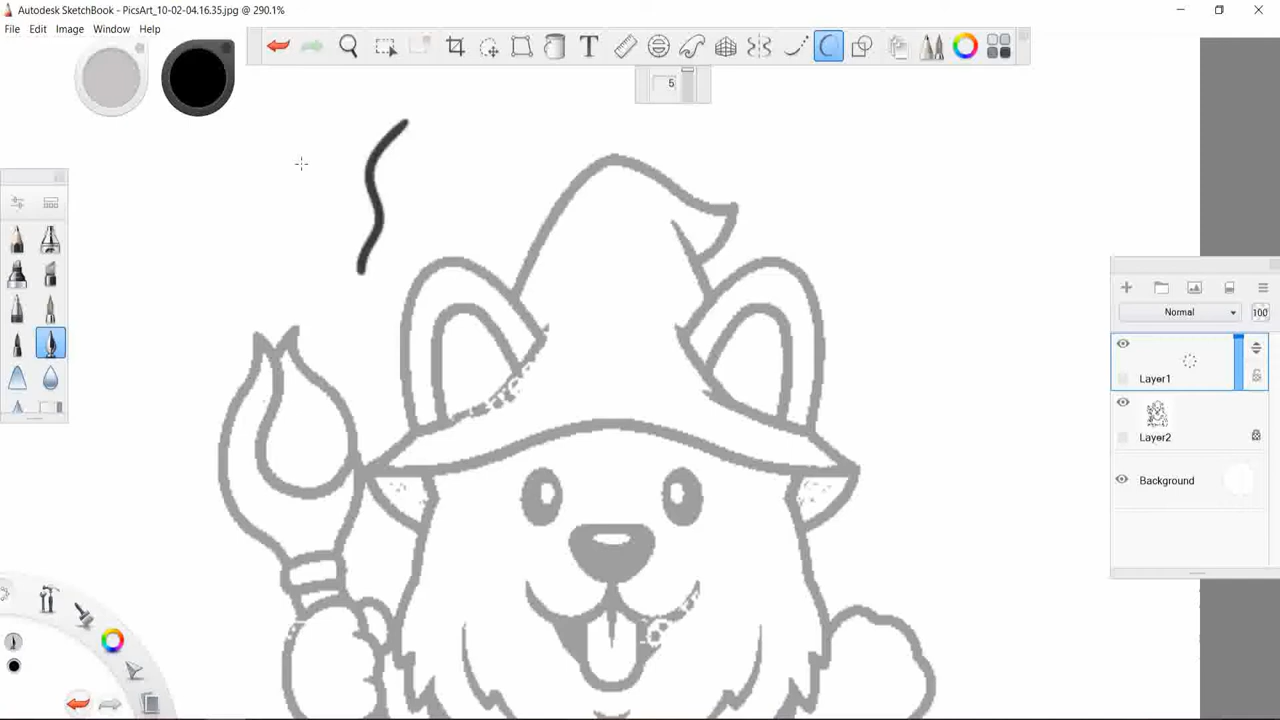 Autodesk SketchBook - PicsArt_10-02-04.16.35.jpg @ 290.1%
File Edit Image Window Help
5
Normal
100
Layer1
Layer2
Background